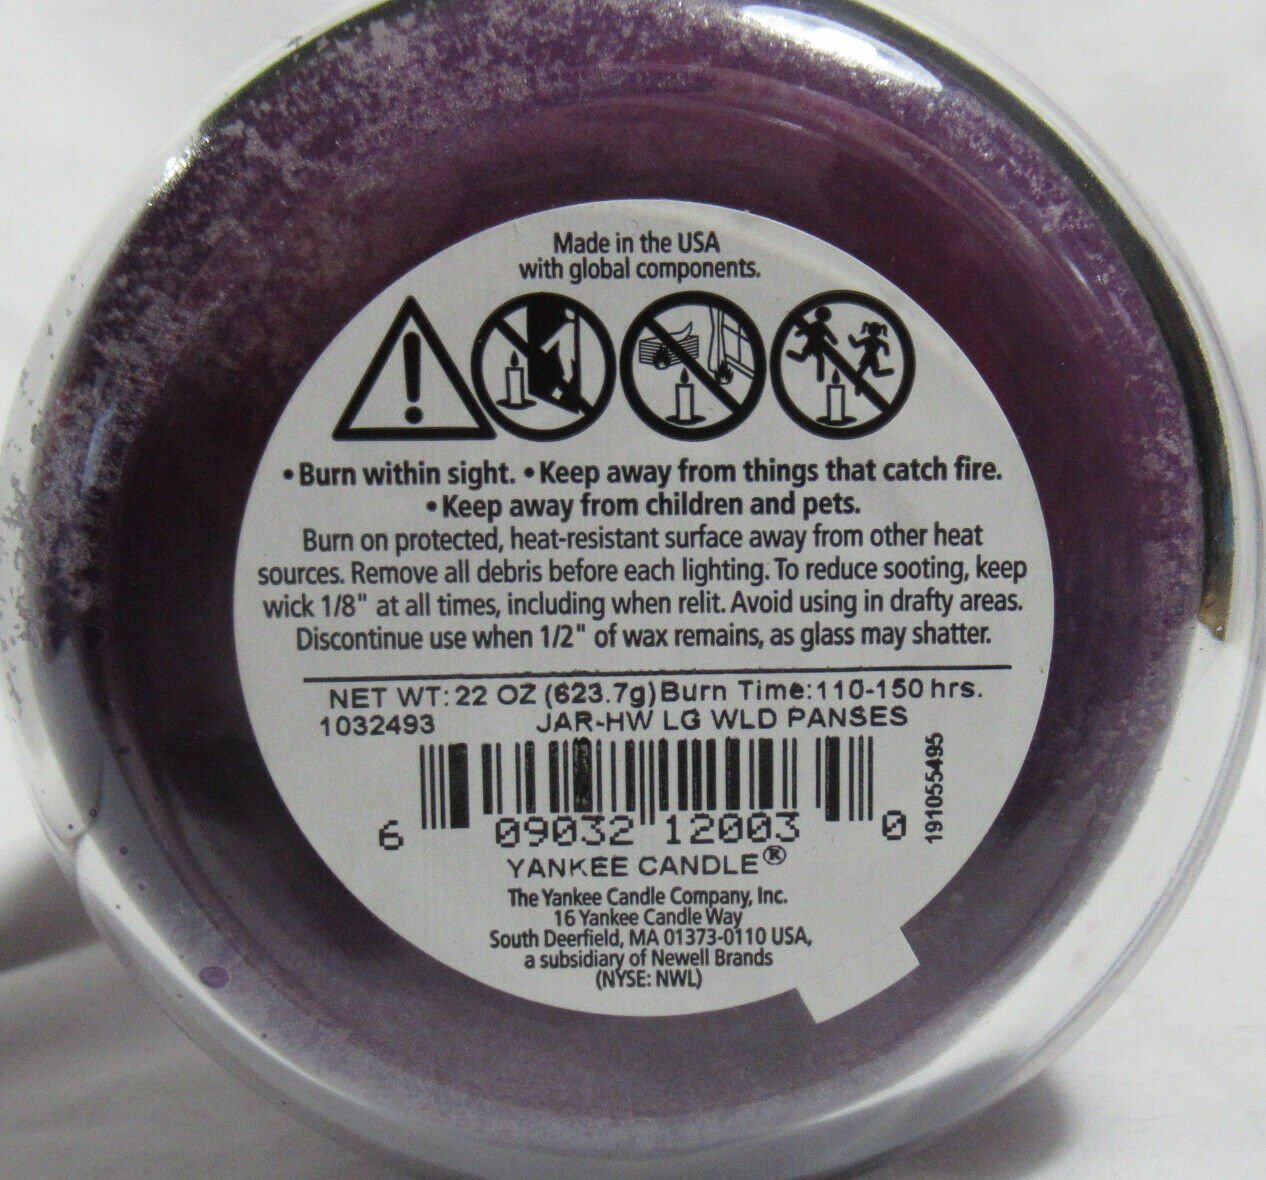 Made in the USA
with global components.
• Burn within sight. • Keep away from things that catch fire.
• Keep away from children and pets.
Burn on protected, heat-resistant surface away from other heat
sources. Remove all debris before each lighting. To reduce sooting, keep
wick 1/8" at all times, including when relit. Avoid using in drafty areas.
Discontinue use when 1/2" of wax remains, as glass may shatter.
NET WT: 22 OZ (623.7g) Burn Time: 110-150 hrs.
1032493 JAR-HW LG WLD PANSES
6 09032 12003 0
191055495
YANKEE CANDLE®
The Yankee Candle Company, Inc.
16 Yankee Candle Way
South Deerfield, MA 01373-0110 USA,
a subsidiary of Newell Brands
(NYSE: NWL)